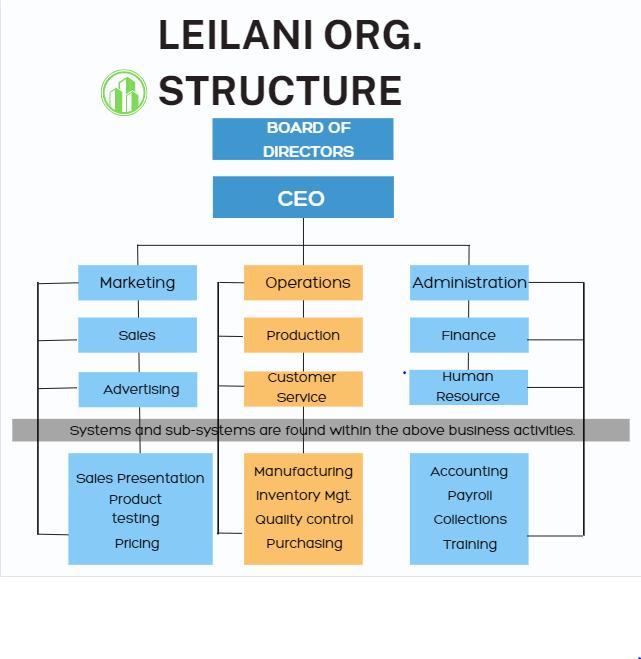 LEILANI ORG.
STRUCTURE
BOARD OF
DIRECTORS
CEO
Marketing
Operations
Administration
Sales
Production
Finance
Advertising
Customer
Service
Human
Resource
Systems and sub-systems are found within the above business activities.
Sales Presentation
Product
testing
Pricing
Manufacturing
Inventory Mgt.
Quality control
Purchasing
Accounting
Payroll
Collections
Training